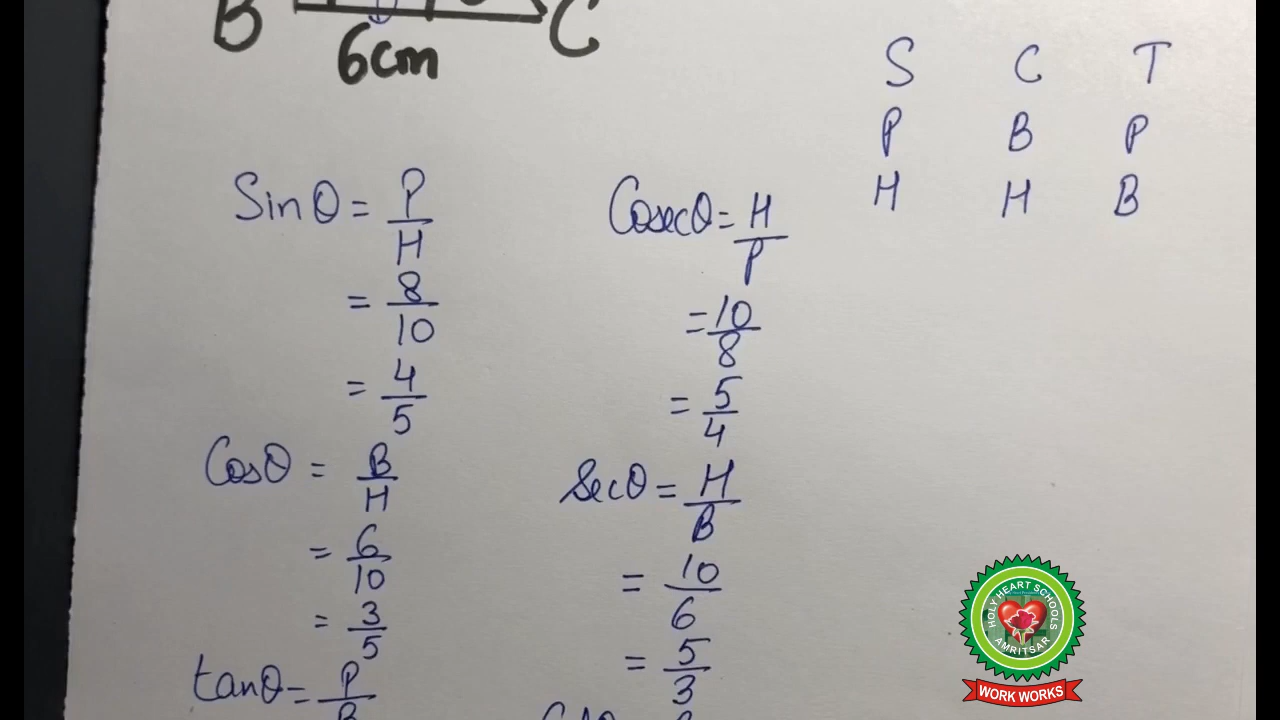 B C
6cm
S C T
P B P
H H B
Sinθ = P/H
= 8/10
= 4/5
Cosθ = B/H
= 6/10
= 3/5
tanθ = P/B
Cosecθ = H/P
= 10/8
= 5/4
Secθ = H/B
= 10/6
= 5/3
HOLY HEART SCHOOLS
AMRITSAR
WORK WORKS